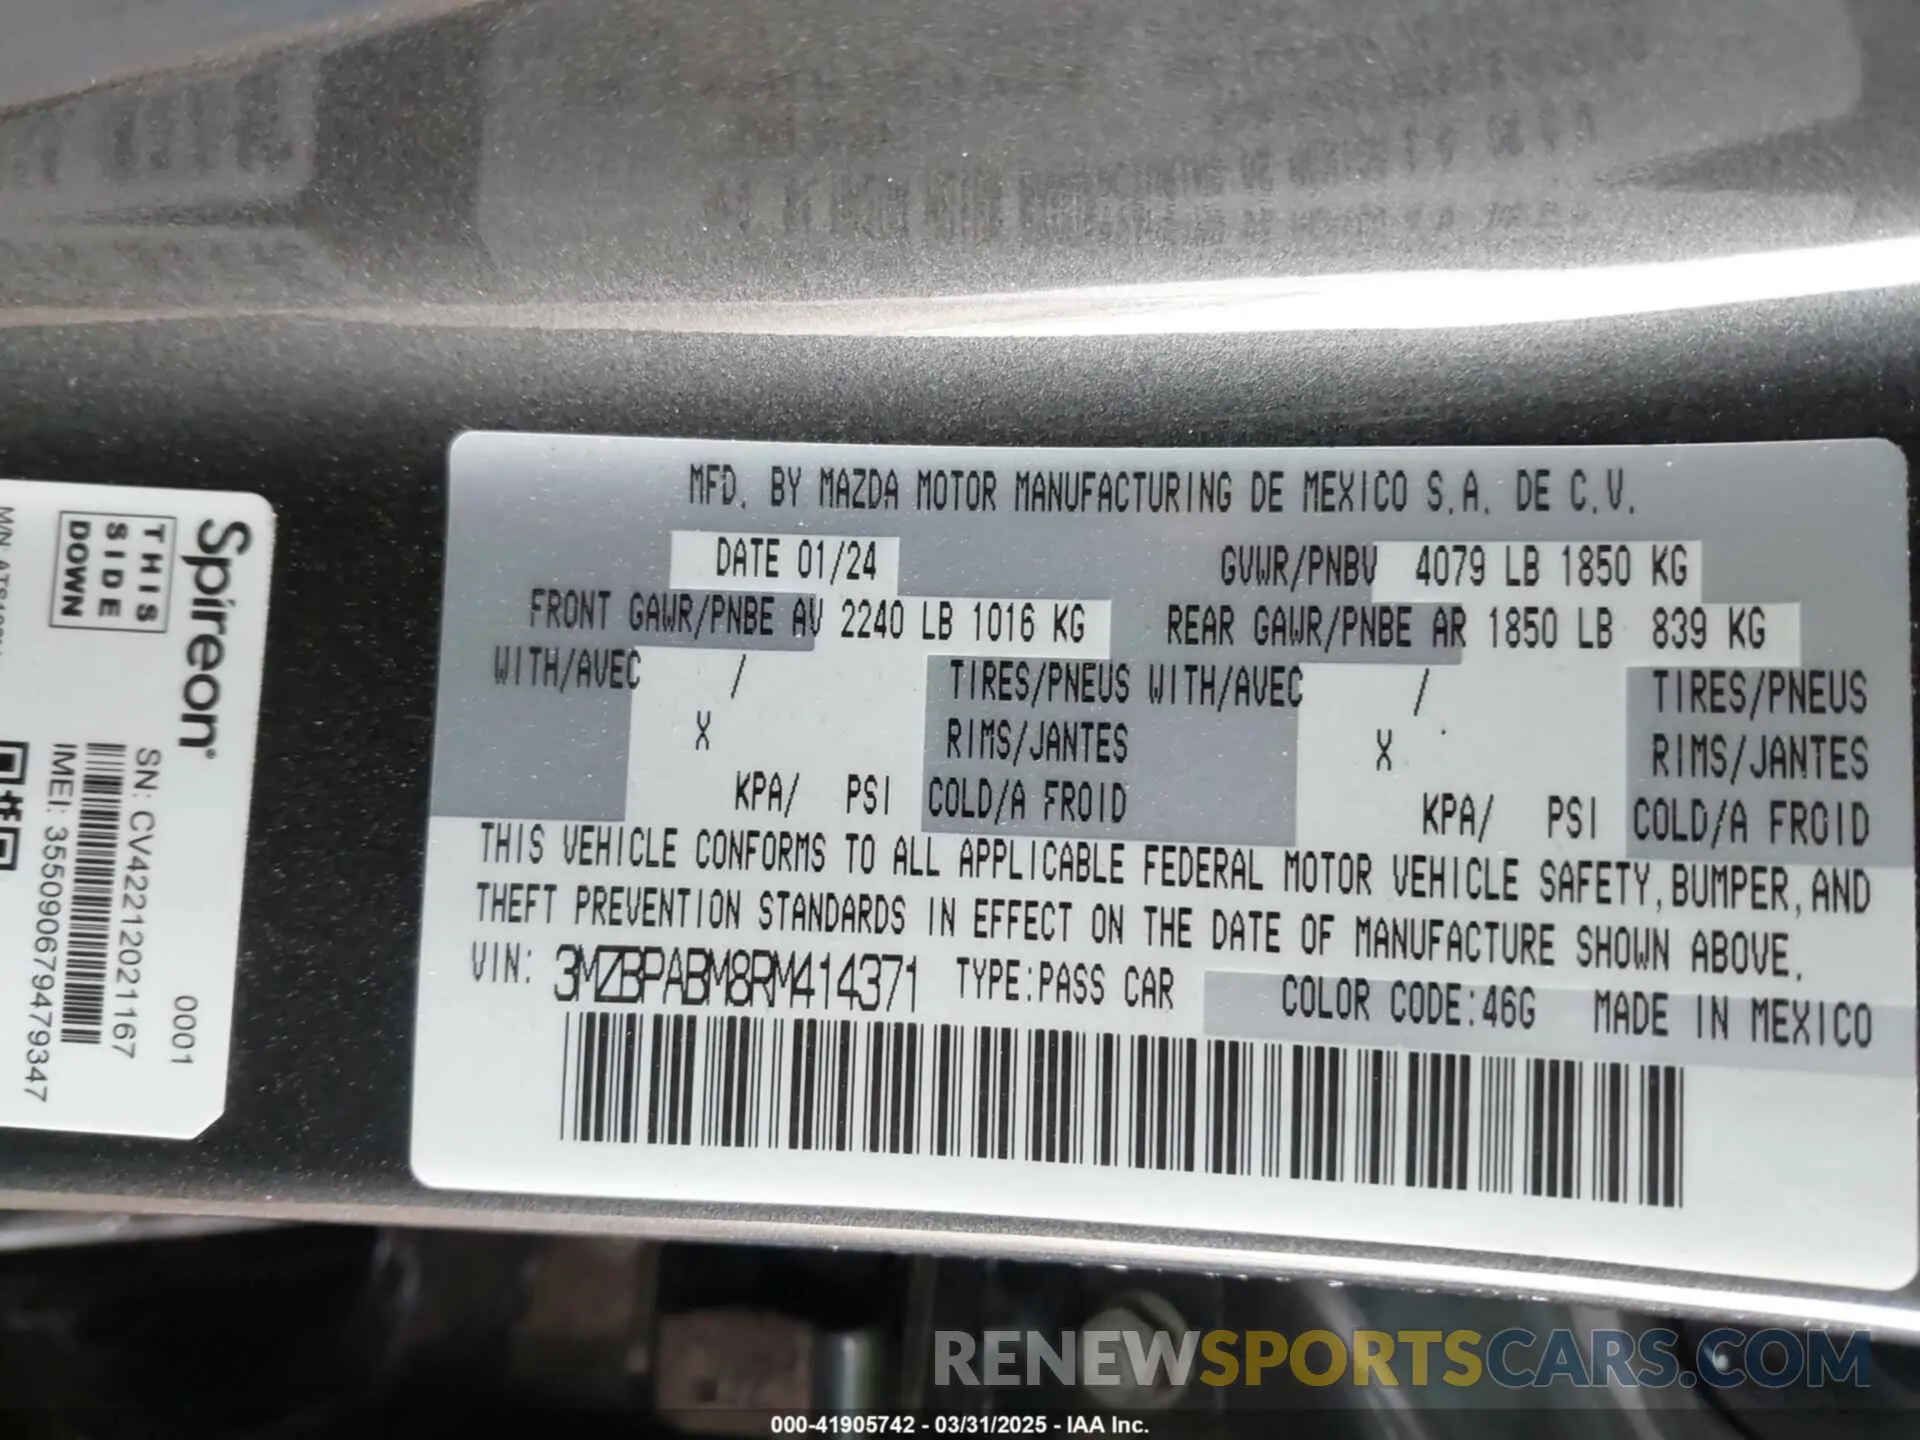 MFD. BY MAZDA MOTOR MANUFACTURING DE MEXICO S.A. DE C.V.
DATE 01/24 GVWR/PNBV 4079 LB 1850 KG
FRONT GAWR/PNBE AV 2240 LB 1016 KG REAR GAWR/PNBE AR 1850 LB 839 KG
WITH/AVEC / TIRES/PNEUS WITH/AVEC / TIRES/PNEUS
X RIMS/JANTES X RIMS/JANTES
KPA/ PSI COLD/A FROID KPA/ PSI COLD/A FROID
THIS VEHICLE CONFORMS TO ALL APPLICABLE FEDERAL MOTOR VEHICLE SAFETY, BUMPER, AND
THEFT PREVENTION STANDARDS IN EFFECT ON THE DATE OF MANUFACTURE SHOWN ABOVE.
VIN: 3MZBPABM8RM414371 TYPE:PASS CAR COLOR CODE:46G MADE IN MEXICO
Spireon
THIS
SIDE
DOWN
0001
SN: CV42212021167
IMEI: 355090679479347
M/N:
RENEWSPORTSCARS.COM
000-41905742 - 03/31/2025 - IAA Inc.